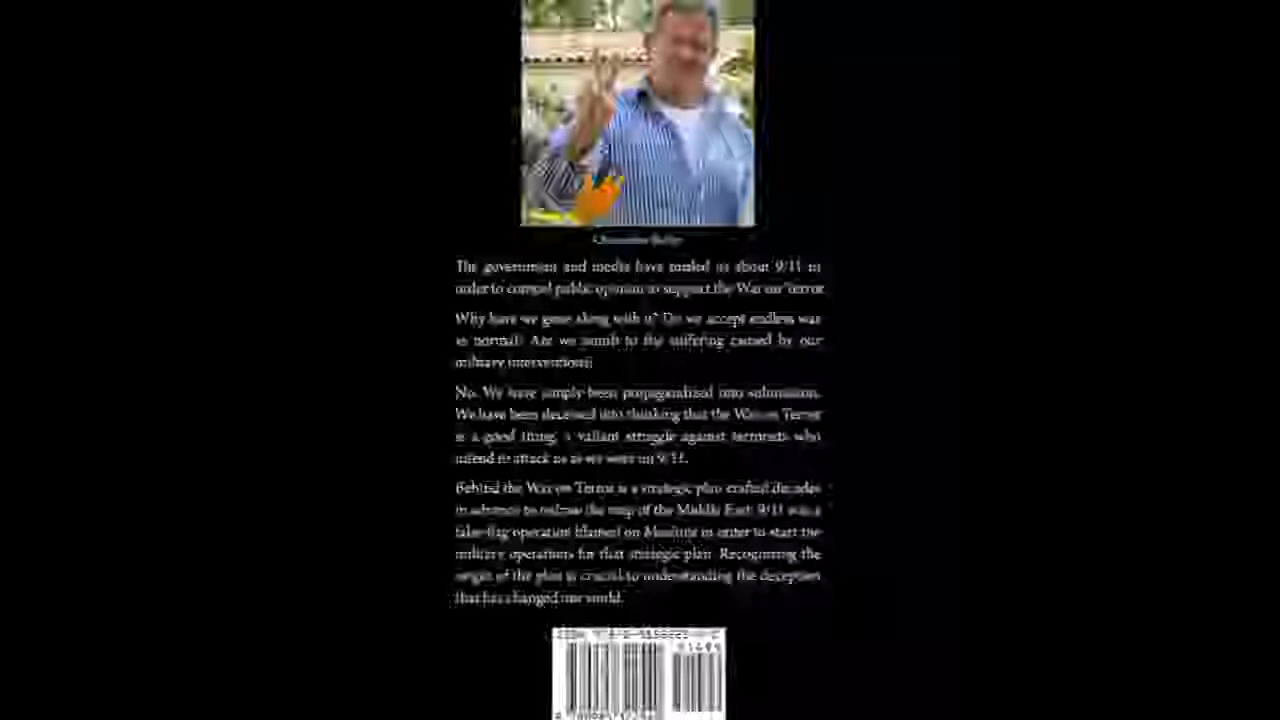 The government and media have misled us about 9/11 in
order to compel public opinion to support the War on Terror
Why have we gone along with it? Do we accept endless war
as normal? Are we numb to the suffering caused by our
military interventions?
No. We have simply been propagandized into submission.
We have been deceived into thinking that the War on Terror
is a good thing, a valiant struggle against terrorists who
intend to attack us as we were on 9/11.
Behind the War on Terror is a strategic plan crafted decades
in advance to redraw the map of the Middle East. 9/11 was a
false-flag operation blamed on Muslims in order to start the
military operations for that strategic plan. Recognizing the
origin of the plan is crucial to understanding the deception
that has changed our world.